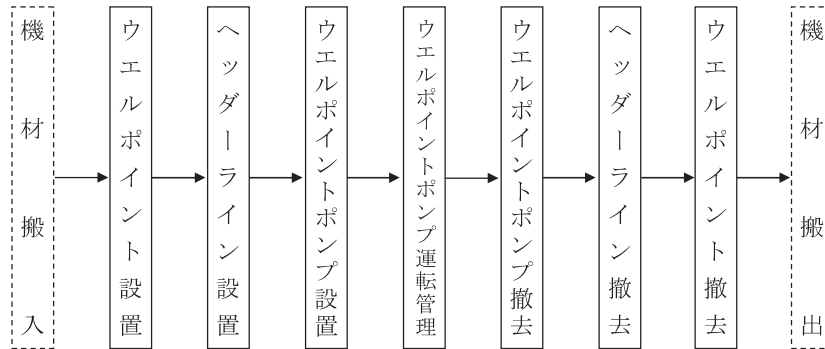 機材搬入
ウエルポイント設置
ヘッダーライン設置
ウエルポイントポンプ設置
ウエルポイントポンプ運転管理
ウエルポイントポンプ撤去
ヘッダーライン撤去
ウエルポイント撤去
機材搬出